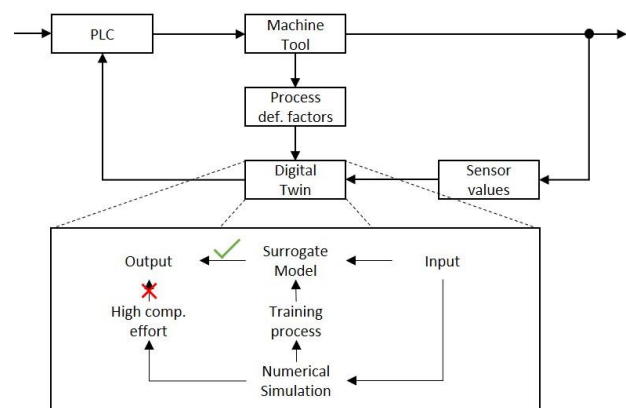 PLC
Machine
Tool
Process
def. factors
Digital
Twin
Sensor
values
Output
Surrogate
Model
Input
High comp.
effort
Training
process
Numerical
Simulation